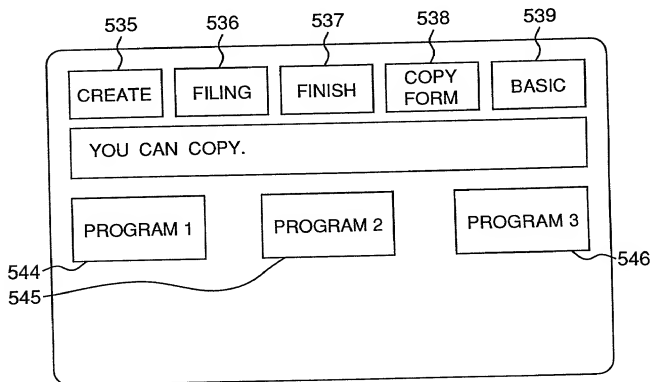 535 536 537 538 539
CREATE FILING FINISH COPY FORM BASIC
YOU CAN COPY.
PROGRAM 1 PROGRAM 2 PROGRAM 3
544 546
545